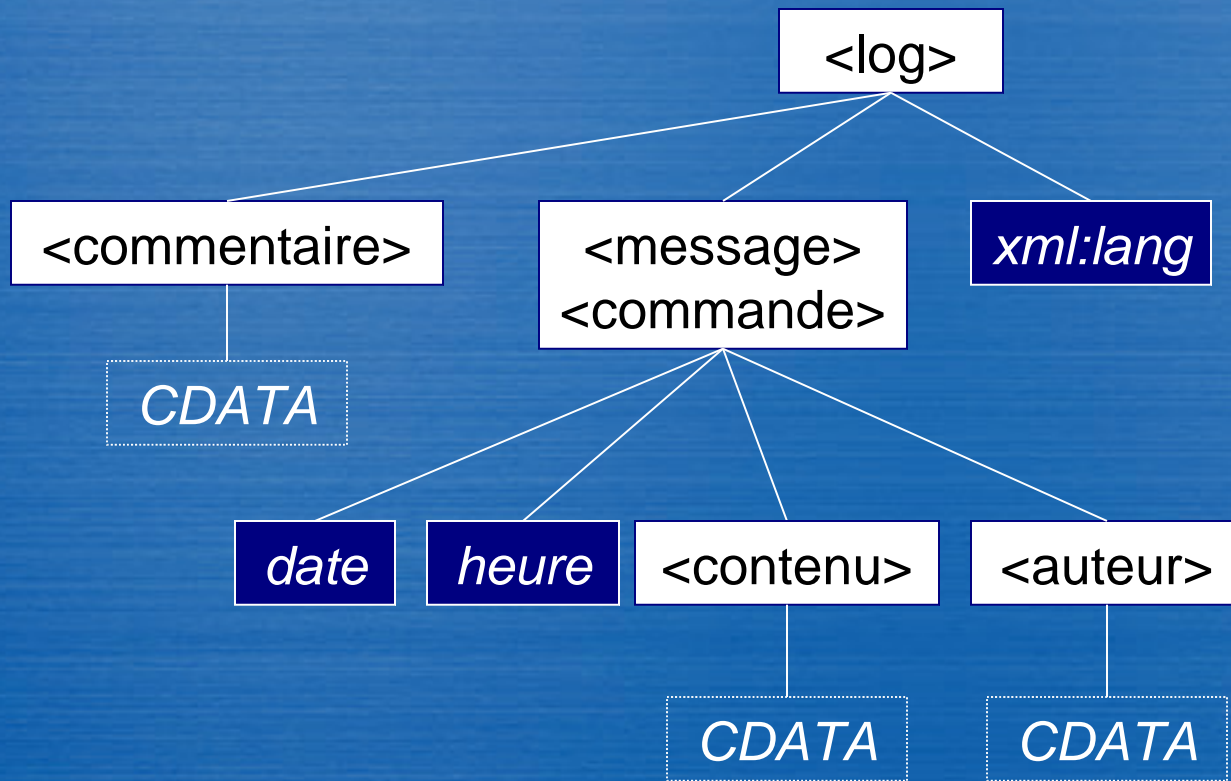 <log>
<commentaire>
<message>
<commande>
xml:lang
CDATA
date
heure
<contenu>
<auteur>
CDATA
CDATA